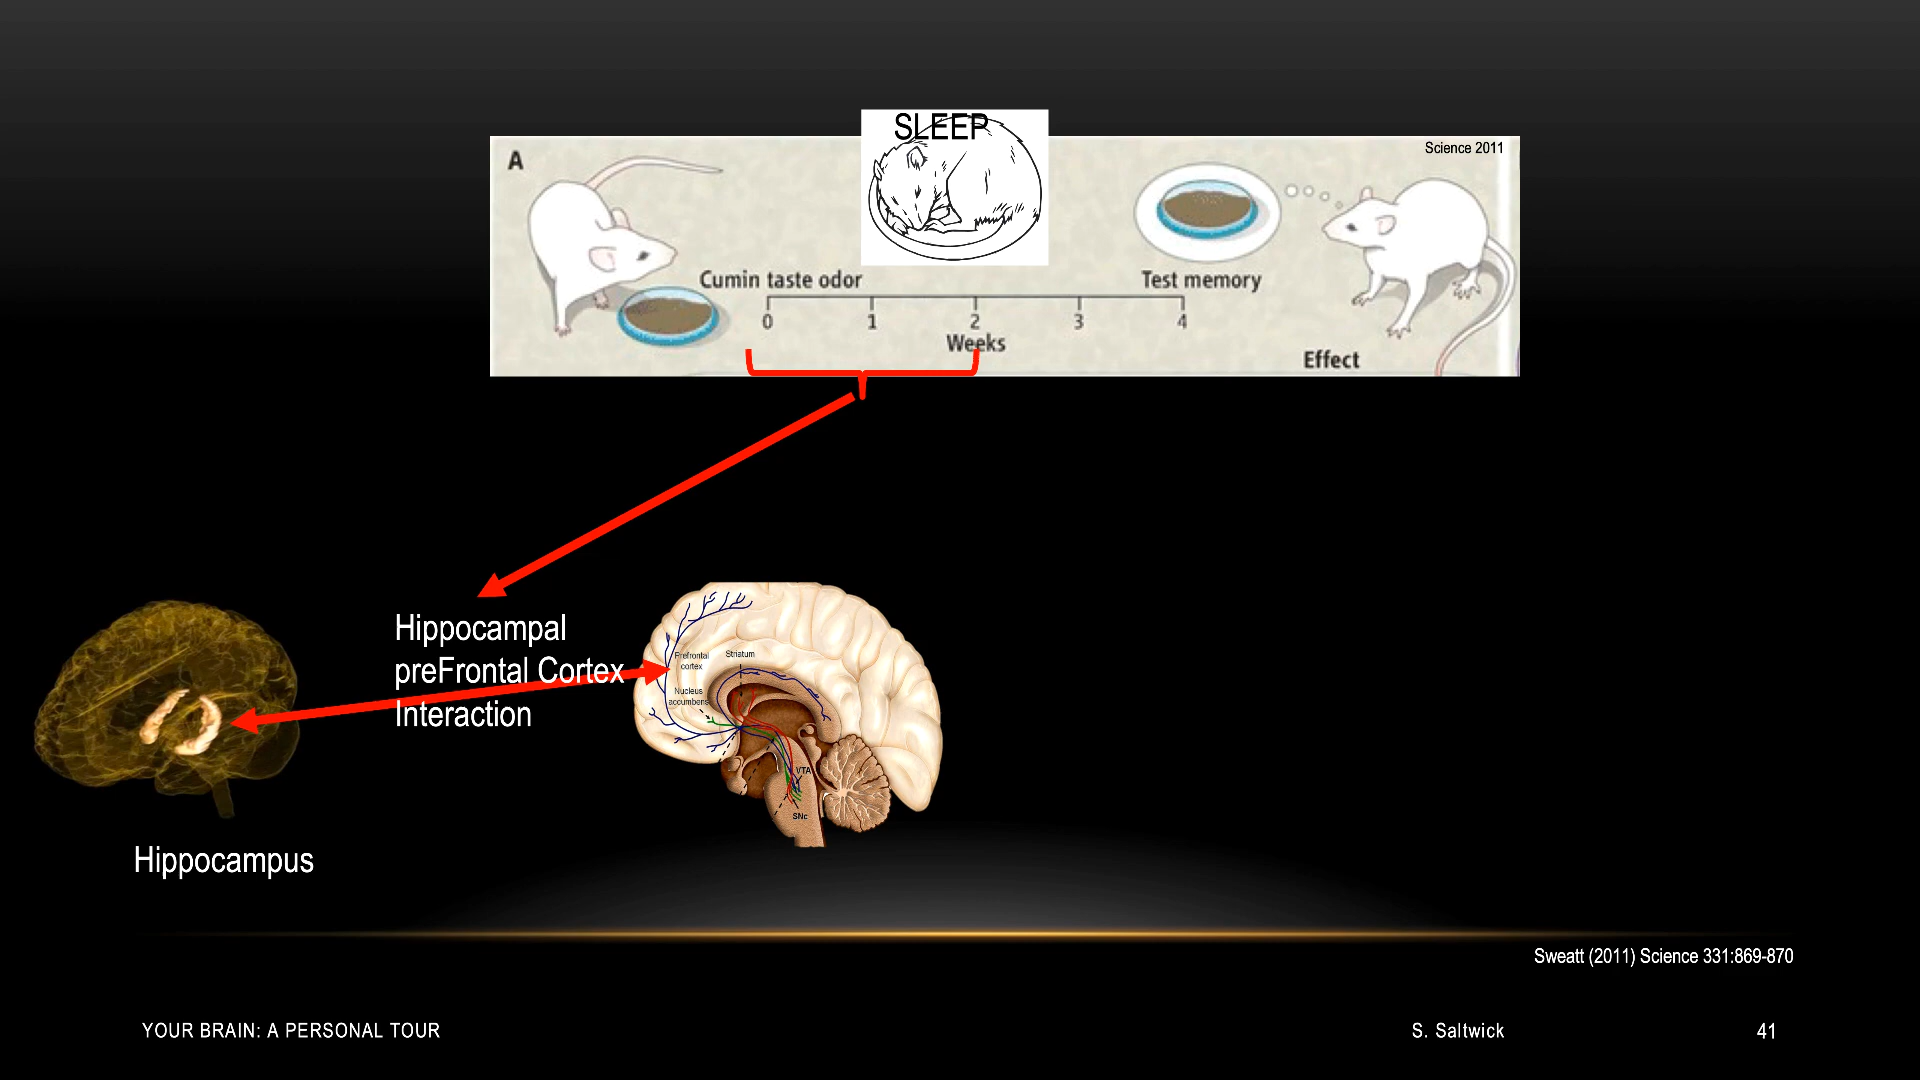 SLEEP
A
Science 2011
Cumin taste odor
Test memory
0 1 2 3 4
Weeks
Effect
Hippocampal
preFrontal Cortex
Interaction
Prefrontal
cortex
Striatum
Nucleus
accumbens
VTA
SNc
Hippocampus
Sweatt (2011) Science 331:869-870
YOUR BRAIN: A PERSONAL TOUR
S. Saltwick
41